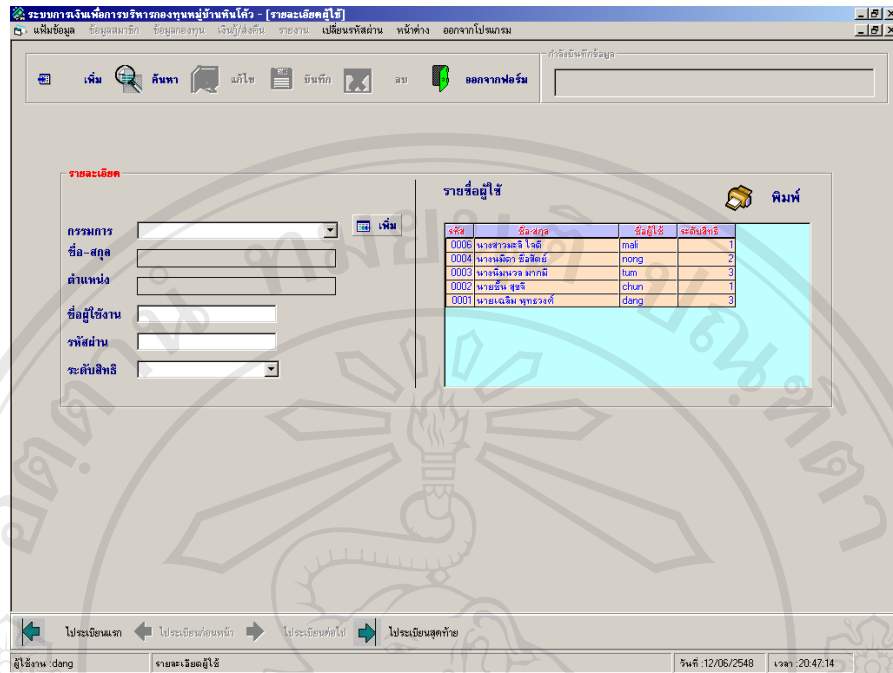 ระบบการเงินเพื่อการบริหารกองทุนหมู่บ้านหินโค้ว - [รายละเอียดผู้ใช้]
แฟ้มข้อมูล ข้อมูลสมาชิก ข้อมูลกองทุน เงินกู้/ส่งคืน รายงาน เปลี่ยนรหัสผ่าน หน้าต่าง ออกจากโปรแกรม
กำลังบันทึกข้อมูล
เพิ่ม ค้นหา แก้ไข บันทึก ลบ ออกจากฟอร์ม
รายละเอียด
รายชื่อผู้ใช้ พิมพ์
กรรมการ เพิ่ม
ชื่อ-สกุล
ตำแหน่ง
ชื่อผู้ใช้งาน
รหัสผ่าน
ระดับสิทธิ
รหัส ชื่อ-สกุล ชื่อผู้ใช้ ระดับสิทธิ
0006 นางสาวมะลิ ใจดี mali 1
0004 นางนมิดา ซื่อสัตย์ nong 2
0003 นางนิ่มนวล มากมี tum 3
0002 นายชื้น สุขจี chun 1
0001 นายเฉลิม พุทธวงศ์ dang 3
ไประเบียนแรก ไประเบียนก่อนหน้า ไประเบียนต่อไป ไประเบียนสุดท้าย
ผู้ใช้งาน :dang รายละเอียดผู้ใช้ วันที่ :12/06/2548 เวลา :20:47:14